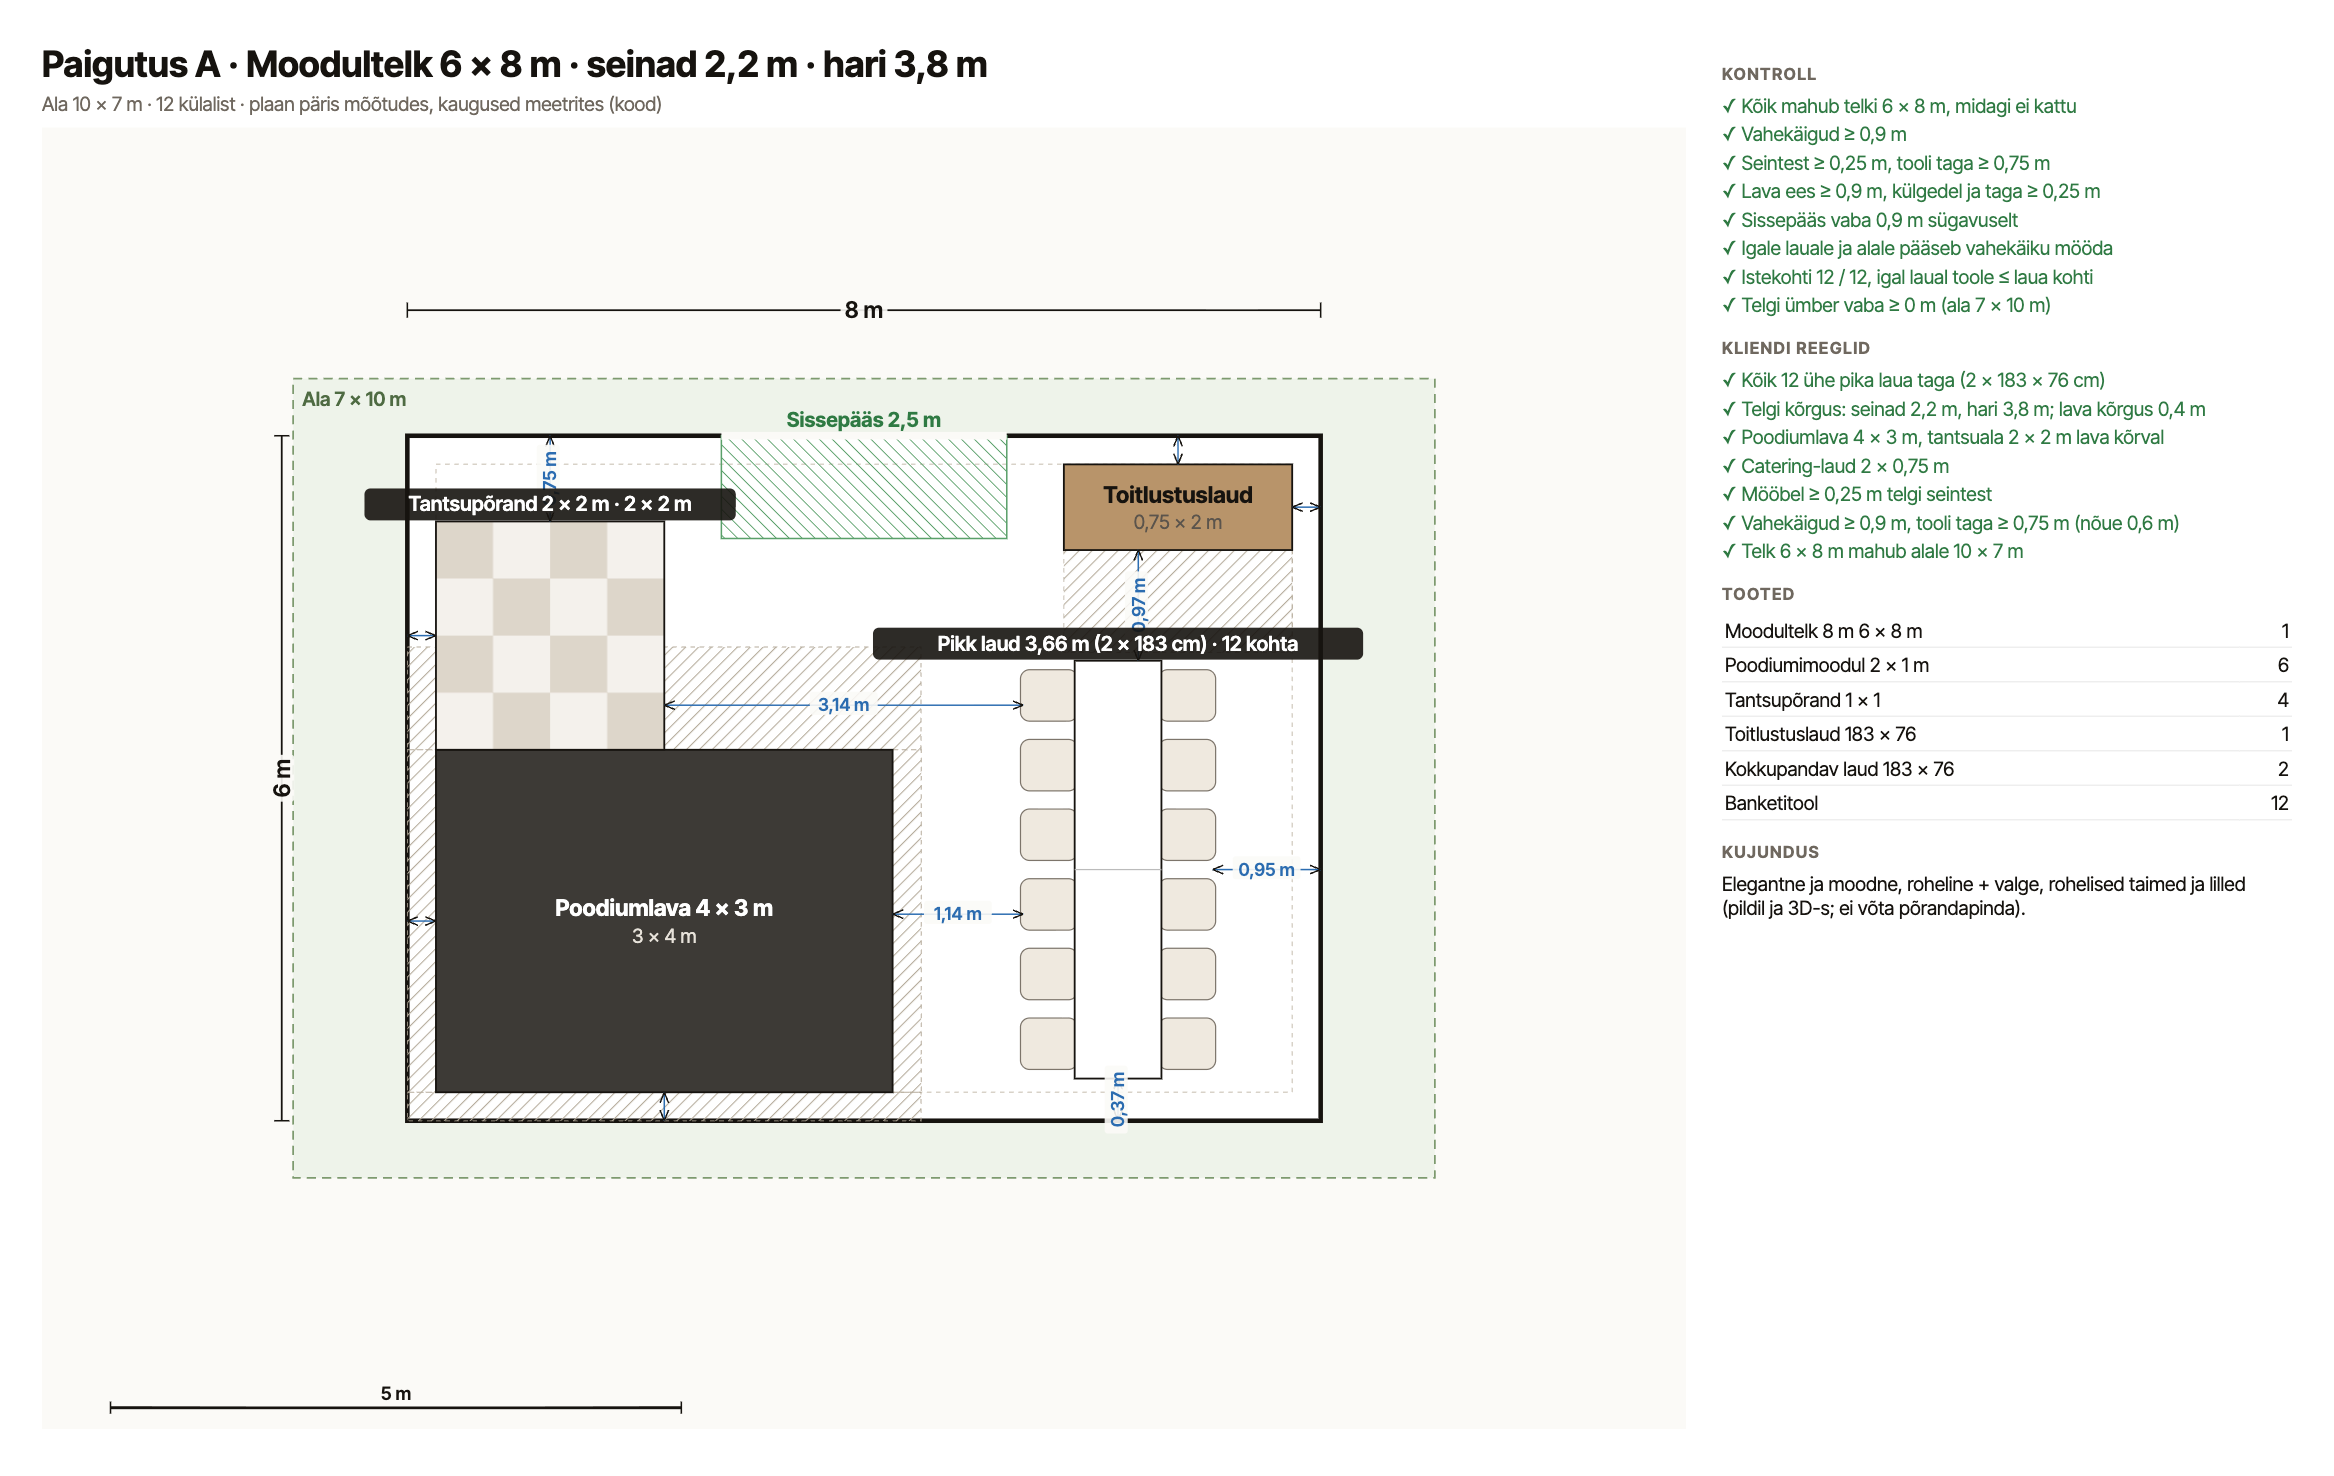 Paigutus A · Moodultelk 6 × 8 m · seinad 2,2 m · hari 3,8 m
Ala 10 × 7 m · 12 külalist · plaan päris mõõtudes, kaugused meetrites (kood)
8 m
Ala 7 × 10 m
Sissepääs 2,5 m
75 m
Tantsupõrand 2 × 2 m · 2 × 2 m
Toitlustuslaud
0,75 × 2 m
0,97 m
Pikk laud 3,66 m (2 × 183 cm) · 12 kohta
3,14 m
6 m
0,95 m
Poodiumlava 4 × 3 m
3 × 4 m
1,14 m
0,37 m
5 m
KONTROLL
✓ Kõik mahub telki 6 × 8 m, midagi ei kattu
✓ Vahekäigud ≥ 0,9 m
✓ Seintest ≥ 0,25 m, tooli taga ≥ 0,75 m
✓ Lava ees ≥ 0,9 m, külgedel ja taga ≥ 0,25 m
✓ Sissepääs vaba 0,9 m sügavuselt
✓ Igale lauale ja alale pääseb vahekäiku mööda
✓ Istekohti 12 / 12, igal laual toole ≤ laua kohti
✓ Telgi ümber vaba ≥ 0 m (ala 7 × 10 m)
KLIENDI REEGLID
✓ Kõik 12 ühe pika laua taga (2 × 183 × 76 cm)
✓ Telgi kõrgus: seinad 2,2 m, hari 3,8 m; lava kõrgus 0,4 m
✓ Poodiumlava 4 × 3 m, tantsuala 2 × 2 m lava kõrval
✓ Catering-laud 2 × 0,75 m
✓ Mööbel ≥ 0,25 m telgi seintest
✓ Vahekäigud ≥ 0,9 m, tooli taga ≥ 0,75 m (nõue 0,6 m)
✓ Telk 6 × 8 m mahub alale 10 × 7 m
TOOTED
Moodultelk 8 m 6 × 8 m 1
Poodiumimoodul 2 × 1 m 6
Tantsupõrand 1 × 1 4
Toitlustuslaud 183 × 76 1
Kokkupandav laud 183 × 76 2
Banketitool 12
KUJUNDUS
Elegantne ja moodne, roheline + valge, rohelised taimed ja lilled
(pildil ja 3D-s; ei võta põrandapinda).